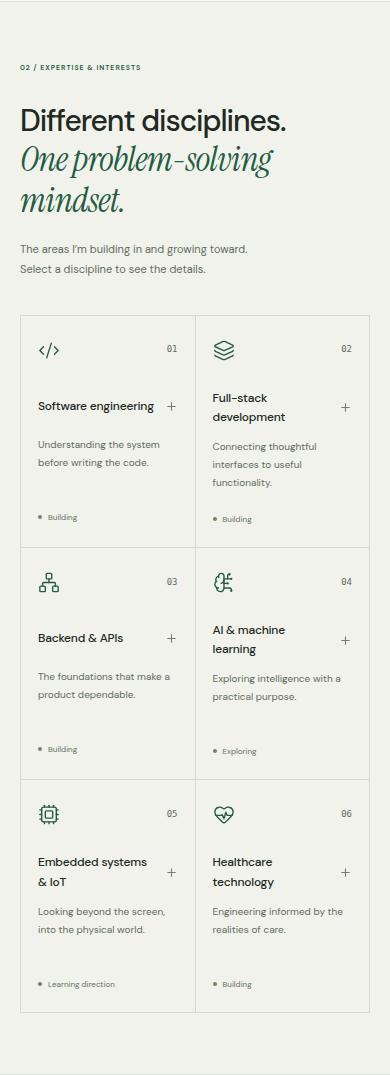 02 / EXPERTISE & INTERESTS
Different disciplines.
One problem-solving
mindset.
The areas I'm building in and growing toward.
Select a discipline to see the details.
01
Software engineering +
Understanding the system
before writing the code.
Building
02
Full-stack
development +
Connecting thoughtful
interfaces to useful
functionality.
Building
03
Backend & APIs +
The foundations that make a
product dependable.
Building
04
AI & machine
learning +
Exploring intelligence with a
practical purpose.
Exploring
05
Embedded systems
& IoT +
Looking beyond the screen,
into the physical world.
Learning direction
06
Healthcare
technology +
Engineering informed by the
realities of care.
Building